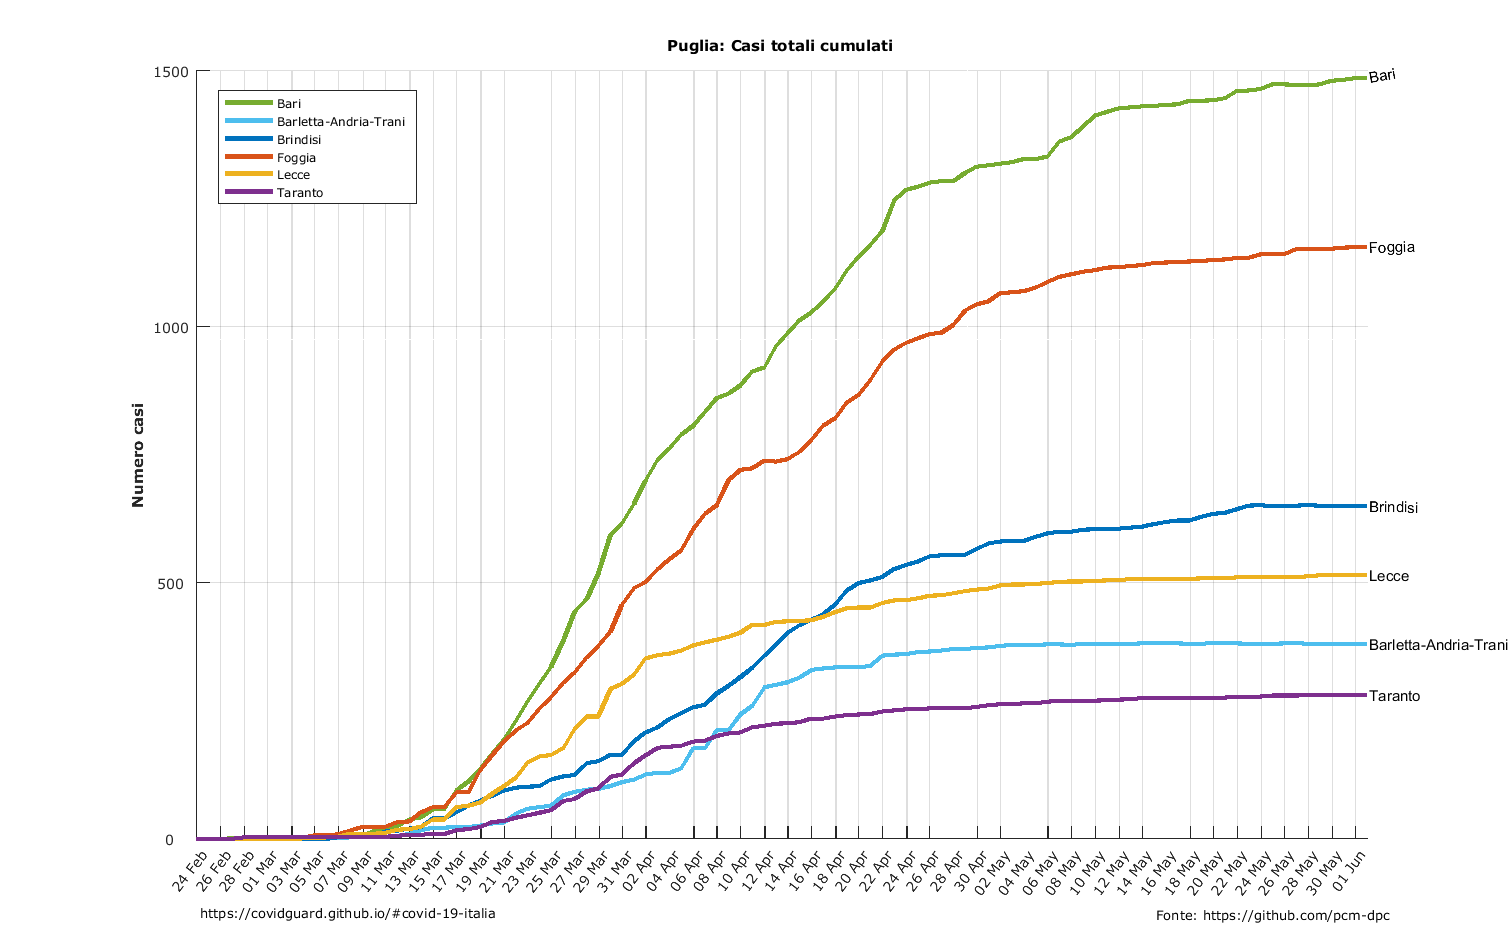 Puglia: Casi totali cumulati
1500
1000
500
0
Numero casi
Bari
Barletta-Andria-Trani
Brindisi
Foggia
Lecce
Taranto
Bari
Foggia
Brindisi
Lecce
Barletta-Andria-Trani
Taranto
24 Feb
26 Feb
28 Feb
01 Mar
03 Mar
05 Mar
07 Mar
09 Mar
11 Mar
13 Mar
15 Mar
17 Mar
19 Mar
21 Mar
23 Mar
25 Mar
27 Mar
29 Mar
31 Mar
02 Apr
04 Apr
06 Apr
08 Apr
10 Apr
12 Apr
14 Apr
16 Apr
18 Apr
20 Apr
22 Apr
24 Apr
26 Apr
28 Apr
30 Apr
02 May
04 May
06 May
08 May
10 May
12 May
14 May
16 May
18 May
20 May
22 May
24 May
26 May
28 May
30 May
01 Jun
https://covidguard.github.io/#covid-19-italia
Fonte: https://github.com/pcm-dpc